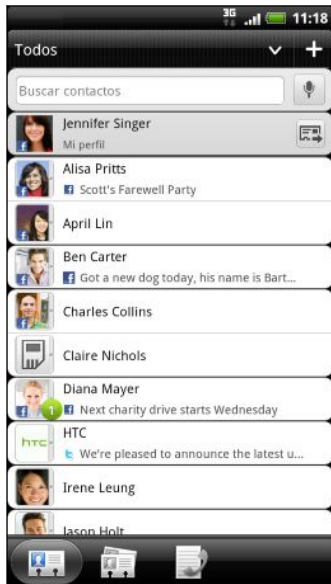 3G
11:18
Todos
Buscar contactos
Jennifer Singer
Mi perfil
Alisa Pritts
Scott's Farewell Party
April Lin
Ben Carter
Got a new dog today, his name is Bart...
Charles Collins
Claire Nichols
Diana Mayer
1
Next charity drive starts Wednesday
hTC
HTC
We're pleased to announce the latest u...
Irene Leung
Jason Holt